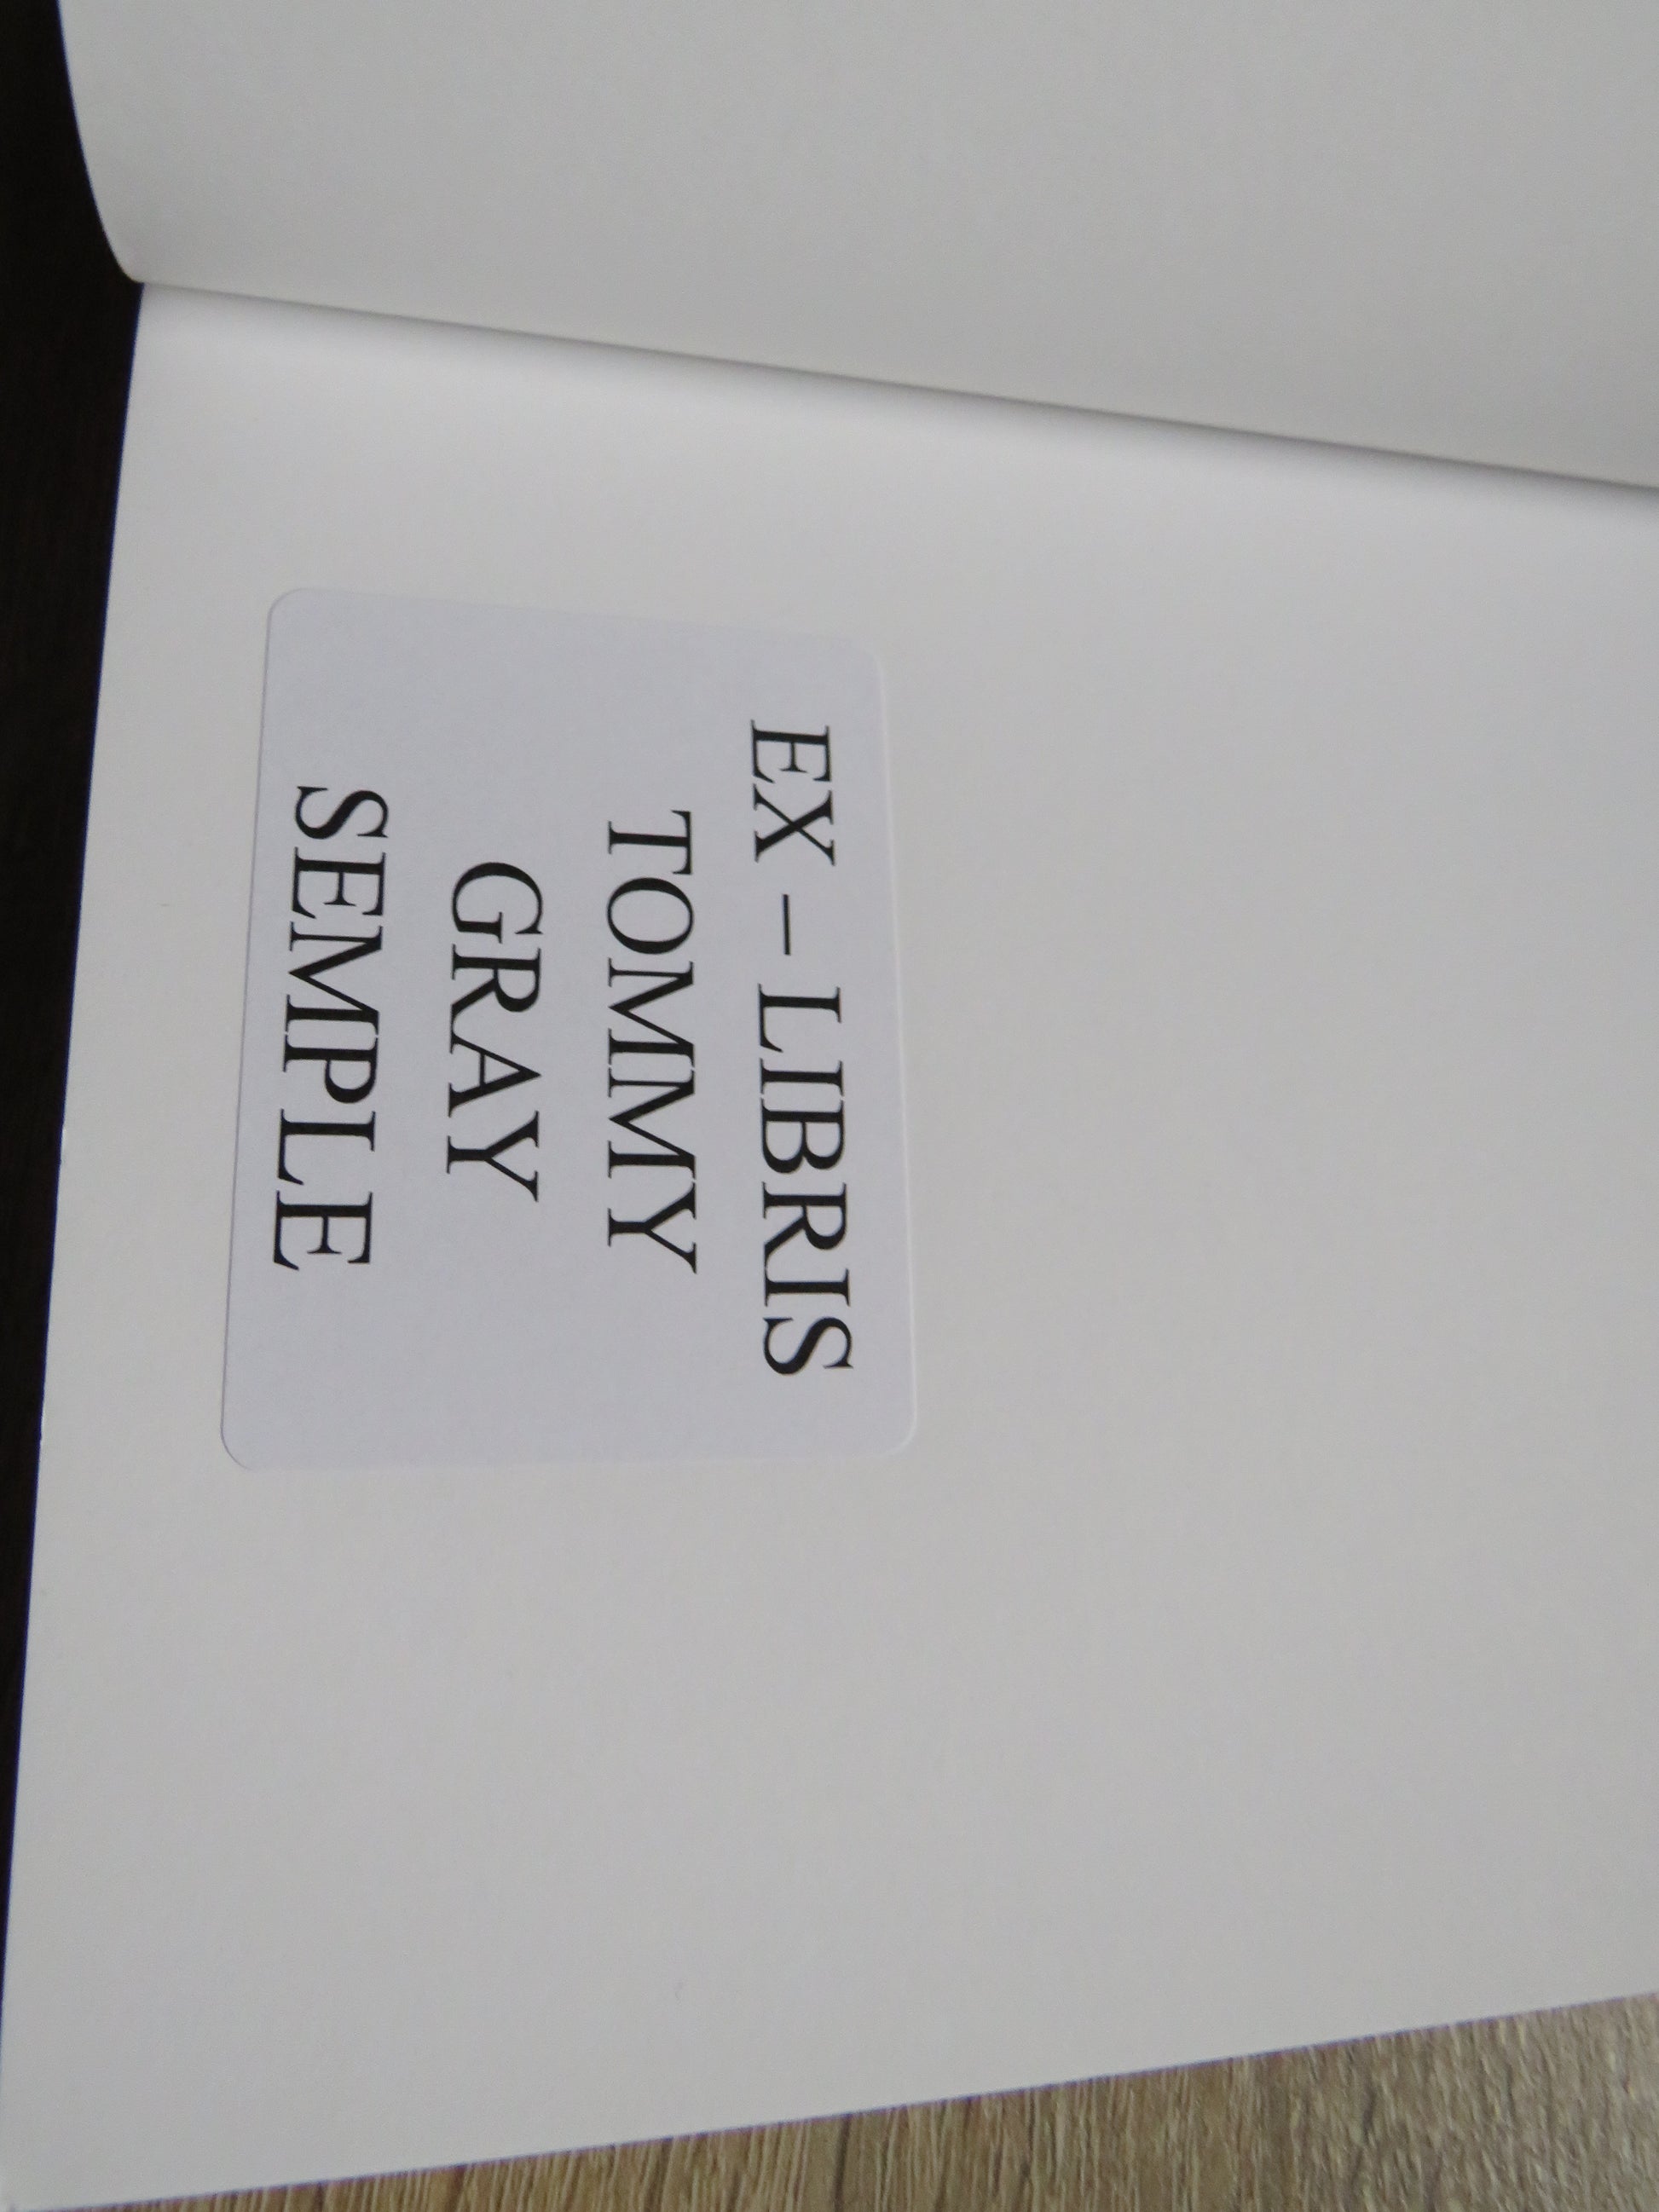 EX – LIBRIS
TOMMY
GRAY
SEMPLE